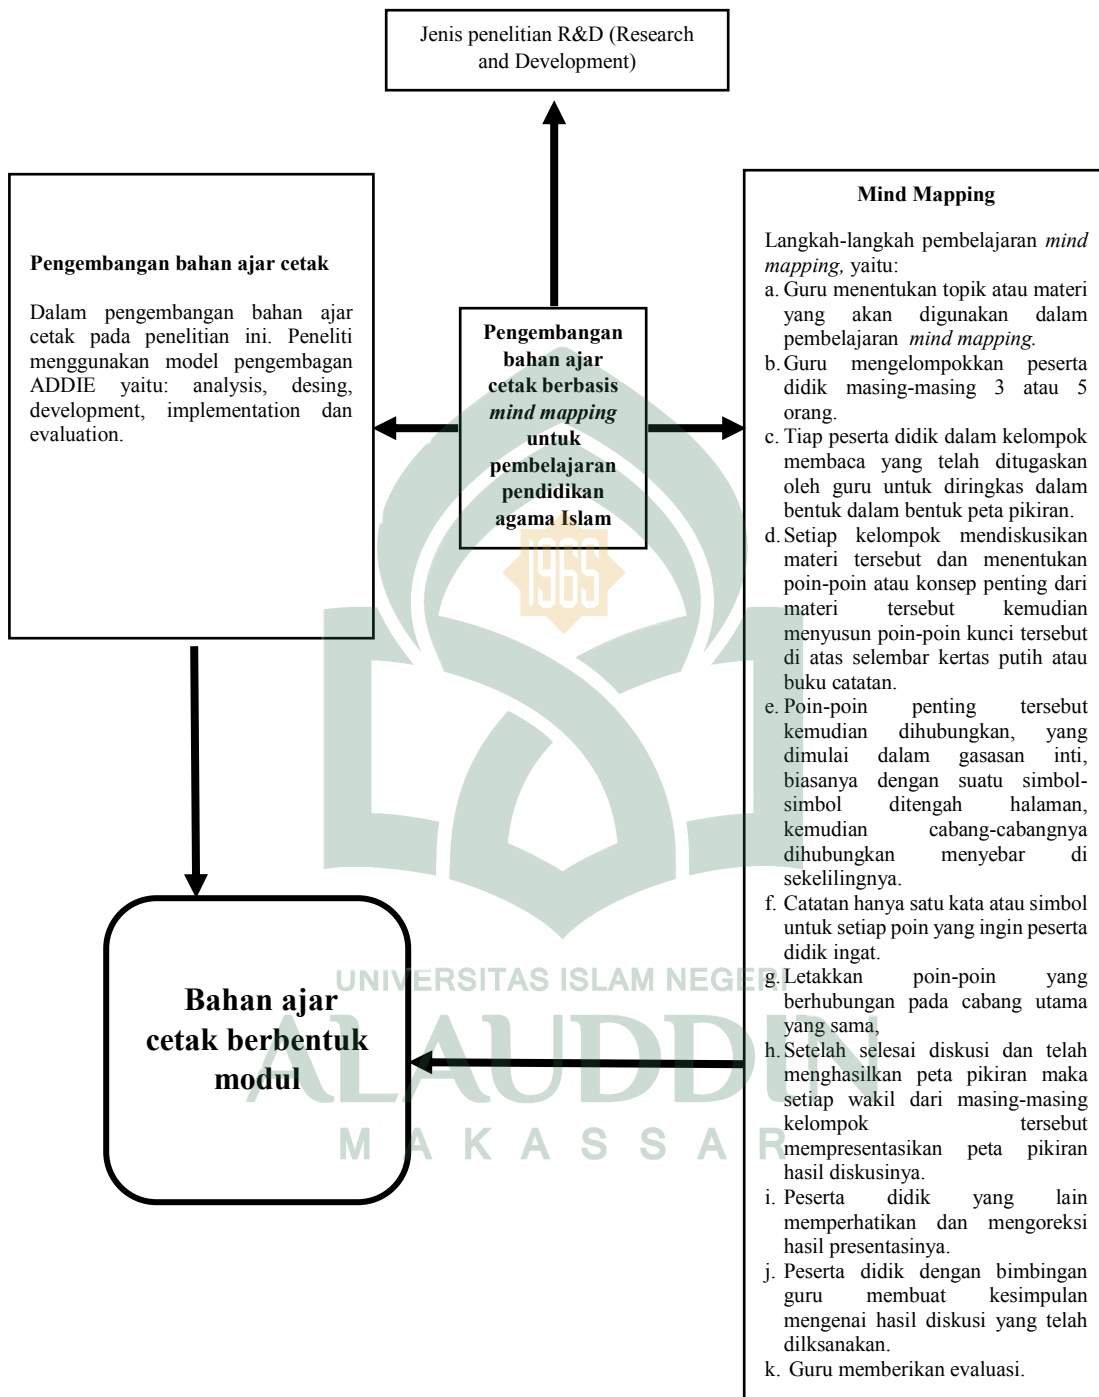 Jenis penelitian R&D (Research
and Development)
Pengembangan bahan ajar cetak
Dalam pengembangan bahan ajar
cetak pada penelitian ini. Peneliti
menggunakan model pengembagan
ADDIE yaitu: analysis, desing,
development, implementation dan
evaluation.
Pengembangan
bahan ajar
cetak berbasis
mind mapping
untuk
pembelajaran
pendidikan
agama Islam
Mind Mapping
Langkah-langkah pembelajaran mind
mapping, yaitu:
a. Guru menentukan topik atau materi
yang akan digunakan dalam
pembelajaran mind mapping.
b. Guru mengelompokkan peserta
didik masing-masing 3 atau 5
orang.
c. Tiap peserta didik dalam kelompok
membaca yang telah ditugaskan
oleh guru untuk diringkas dalam
bentuk dalam bentuk peta pikiran.
d. Setiap kelompok mendiskusikan
materi tersebut dan menentukan
poin-poin atau konsep penting dari
materi tersebut kemudian
menyusun poin-poin kunci tersebut
di atas selembar kertas putih atau
buku catatan.
e. Poin-poin penting tersebut
kemudian dihubungkan, yang
dimulai dalam gasasan inti,
biasanya dengan suatu simbol-
simbol ditengah halaman,
kemudian cabang-cabangnya
dihubungkan menyebar di
sekelilingnya.
f. Catatan hanya satu kata atau simbol
untuk setiap poin yang ingin peserta
didik ingat.
g. Letakkan poin-poin yang
berhubungan pada cabang utama
yang sama,
h. Setelah selesai diskusi dan telah
menghasilkan peta pikiran maka
setiap wakil dari masing-masing
kelompok tersebut
mempresentasikan peta pikiran
hasil diskusinya.
i. Peserta didik yang lain
memperhatikan dan mengoreksi
hasil presentasinya.
j. Peserta didik dengan bimbingan
guru membuat kesimpulan
mengenai hasil diskusi yang telah
dilksanakan.
k. Guru memberikan evaluasi.
Bahan ajar
cetak berbentuk
modul
1965
UNIVERSITAS ISLAM NEGERI
ALAUDDIN
MAKASSAR